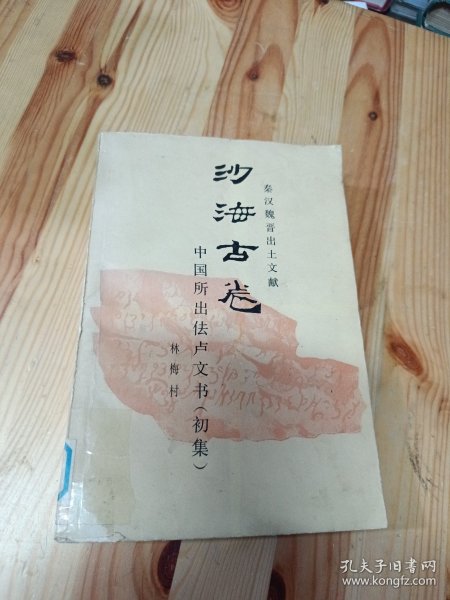 秦汉魏晋出土文献
沙海古卷
中国所出佉卢文书（初集）
林梅村
孔夫子旧书网
www.kongfz.com